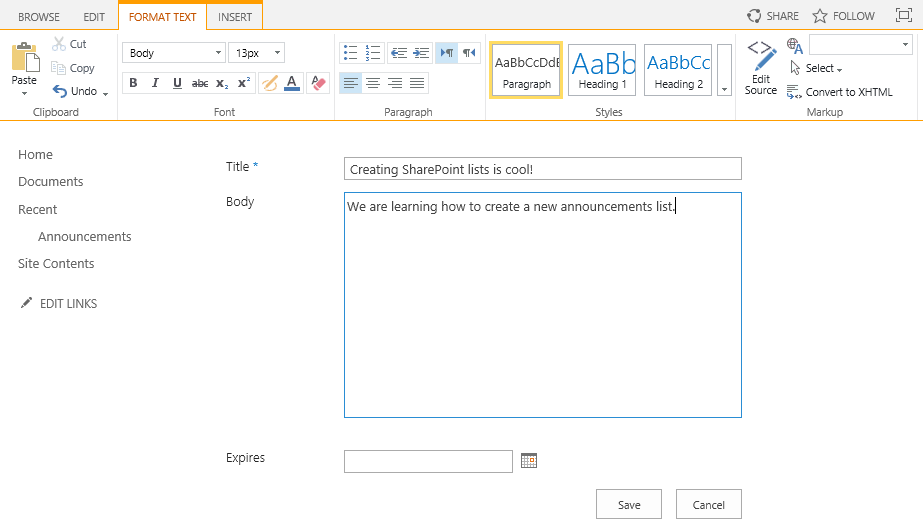 BROWSE EDIT FORMAT TEXT INSERT SHARE FOLLOW
Paste
Cut
Copy
Undo
Clipboard
Body 13px
B I U abc x₂ x²
A A
Font
1
2
3
Paragraph
AaBbCcDdE
Paragraph
AaBb
Heading 1
AaBbCc
Heading 2
Styles
Edit
Source
A
Select
Convert to XHTML
Markup
Home
Documents
Recent
Announcements
Site Contents
EDIT LINKS
Title *
Creating SharePoint lists is cool!
Body
We are learning how to create a new announcements list.
Expires
Save Cancel